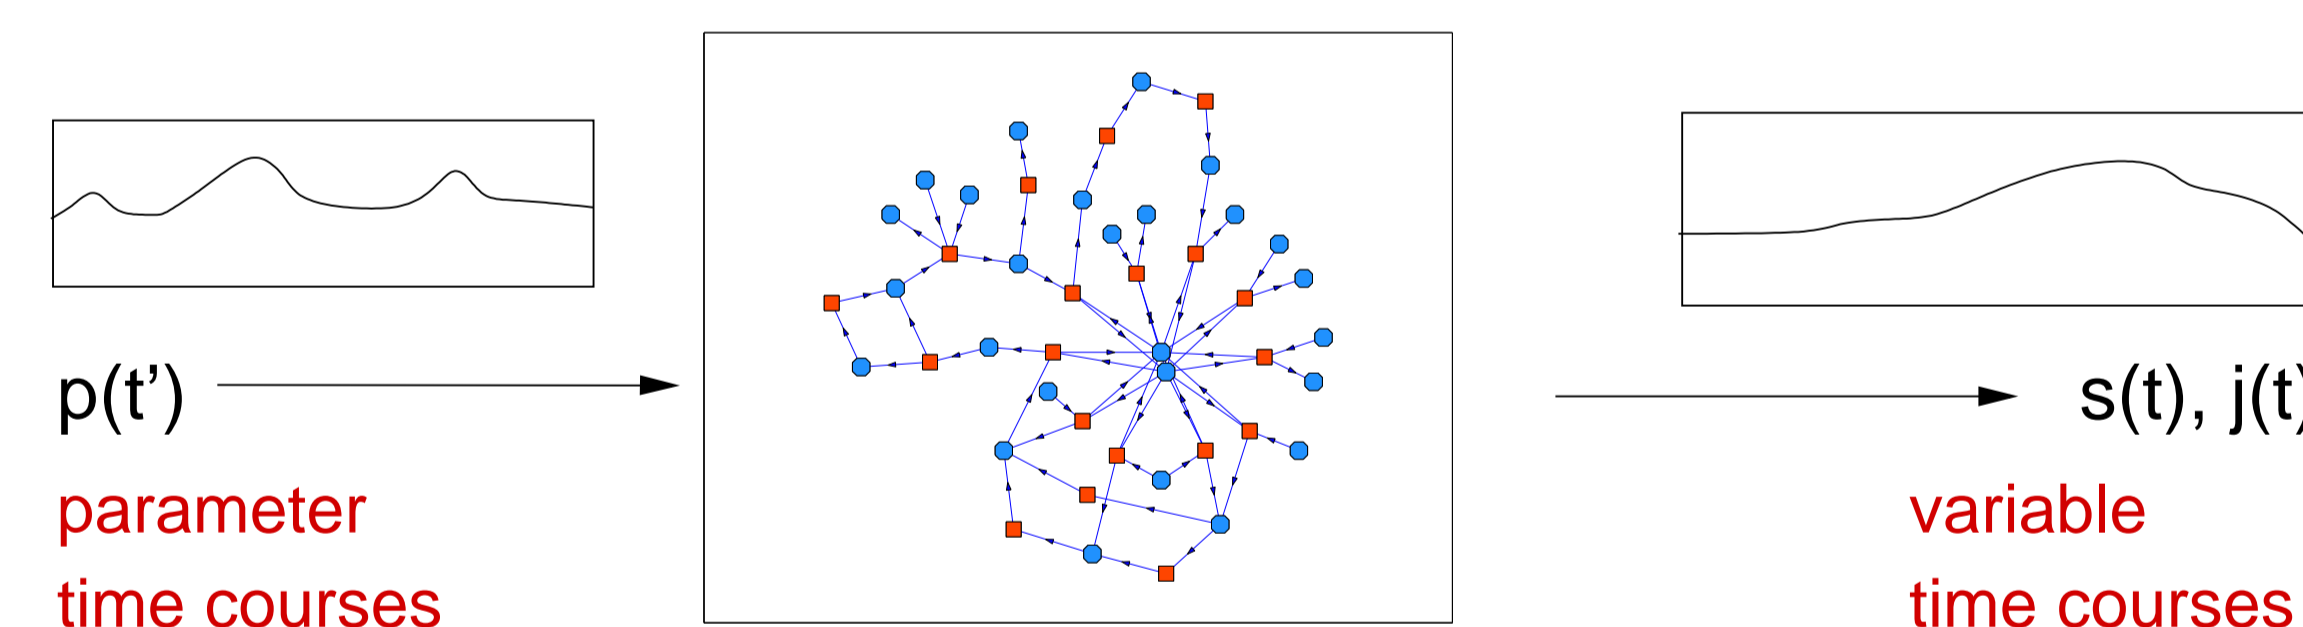 p(t’)
s(t), j(t)
parameter
time courses
variable
time courses